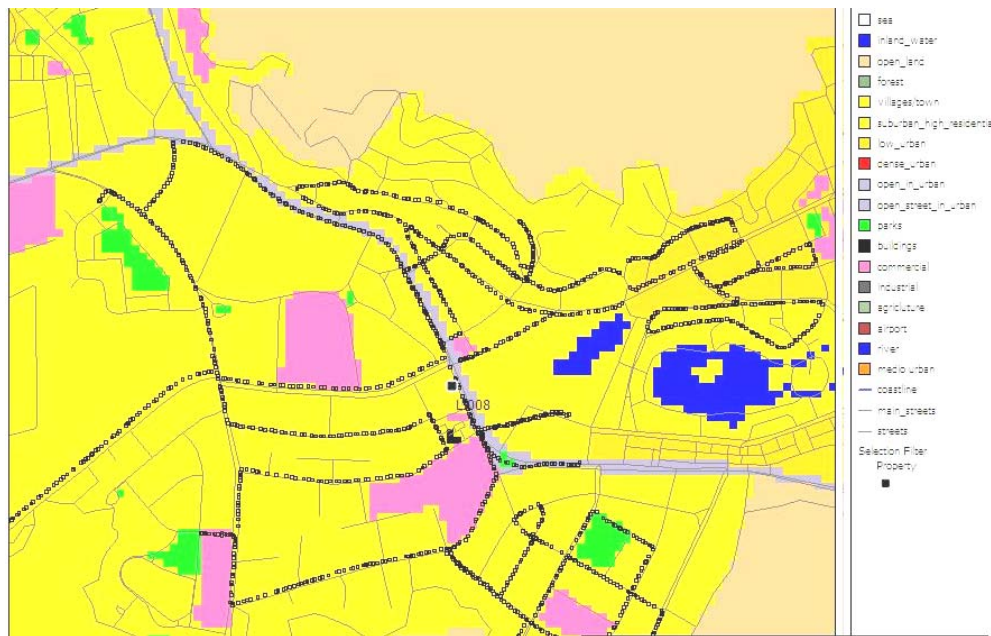 sea
inland_water
open_land
forest
villages/town
suburban_high_residentia
low_urban
dense_urban
open_in_urban
open_street_in_urban
parks
buildings
commercial
industrial
agricluture
airport
river
medio urban
coastline
main_streets
streets
Selection Filter
Property
L008